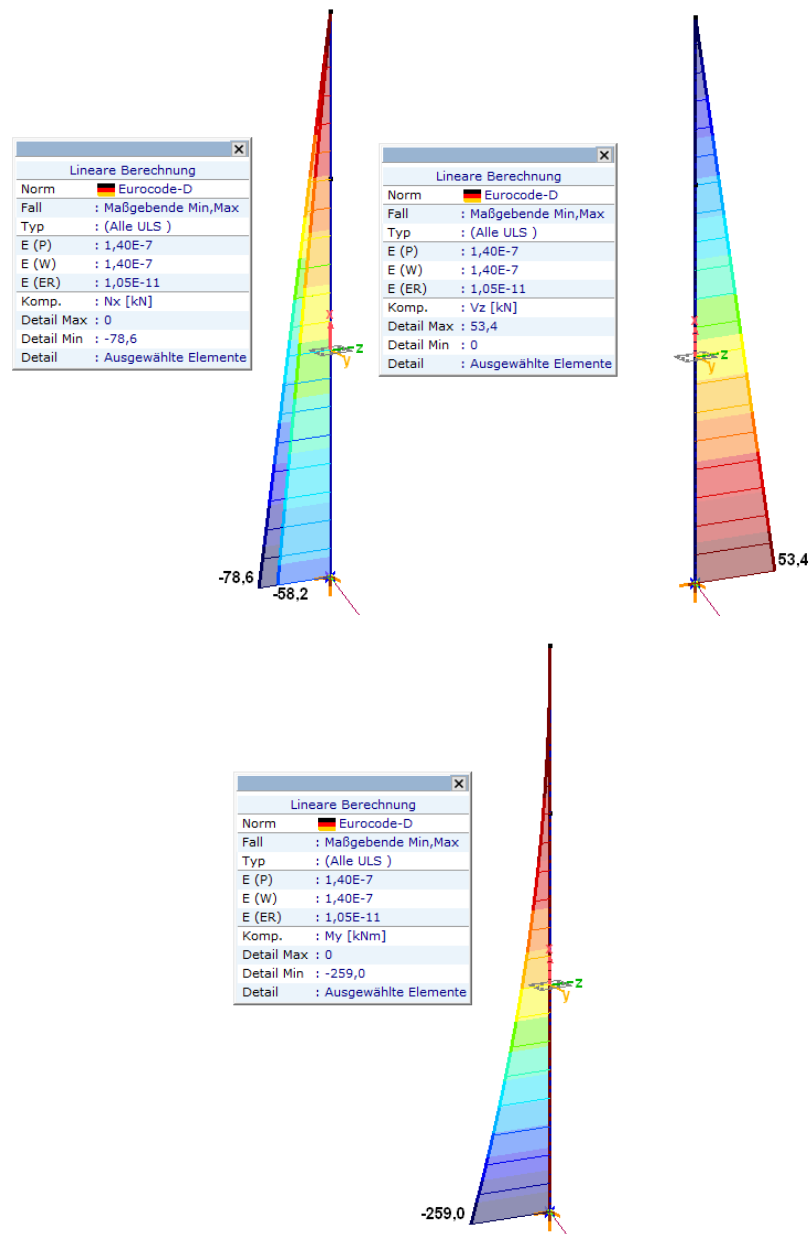 Lineare Berechnung
Norm Eurocode-D
Fall : Maßgebende Min,Max
Typ : (Alle ULS )
E (P) : 1,40E-7
E (W) : 1,40E-7
E (ER) : 1,05E-11
Komp. : Nx [kN]
Detail Max : 0
Detail Min : -78,6
Detail : Ausgewählte Elemente
x
z
y
-78,6
-58,2
Lineare Berechnung
Norm Eurocode-D
Fall : Maßgebende Min,Max
Typ : (Alle ULS )
E (P) : 1,40E-7
E (W) : 1,40E-7
E (ER) : 1,05E-11
Komp. : Vz [kN]
Detail Max : 53,4
Detail Min : 0
Detail : Ausgewählte Elemente
x
z
y
53,4
Lineare Berechnung
Norm Eurocode-D
Fall : Maßgebende Min,Max
Typ : (Alle ULS )
E (P) : 1,40E-7
E (W) : 1,40E-7
E (ER) : 1,05E-11
Komp. : My [kNm]
Detail Max : 0
Detail Min : -259,0
Detail : Ausgewählte Elemente
z
y
-259,0